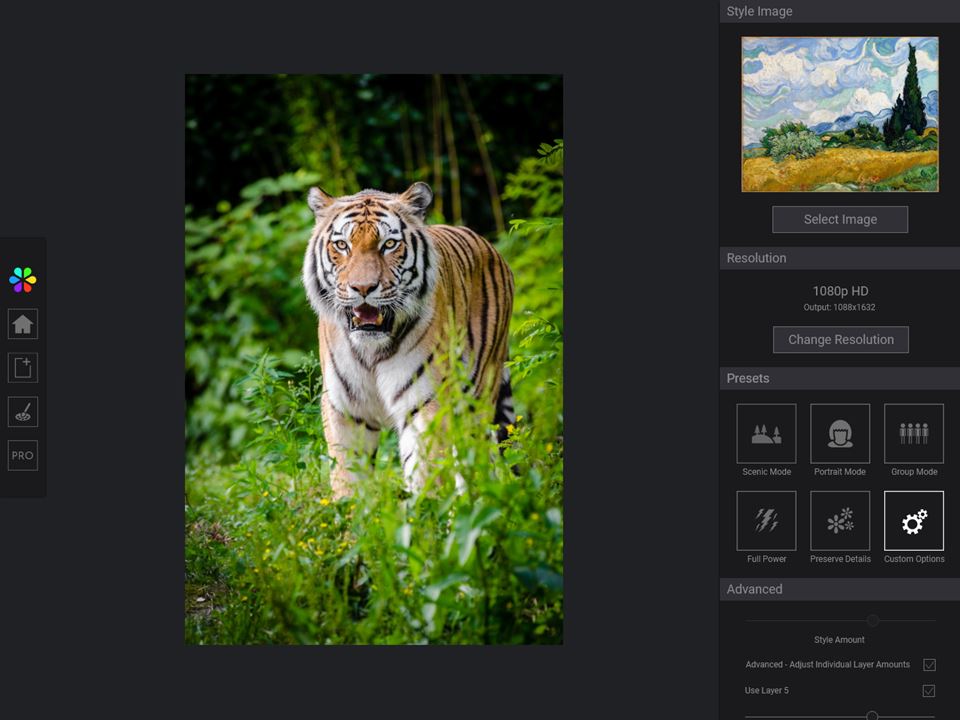 Style Image
Select Image
Resolution
1080p HD
Output: 1088x1632
Change Resolution
Presets
Scenic Mode
Portrait Mode
Group Mode
Full Power
Preserve Details
Custom Options
PRO
Advanced
Style Amount
Advanced - Adjust Individual Layer Amounts
Use Layer 5